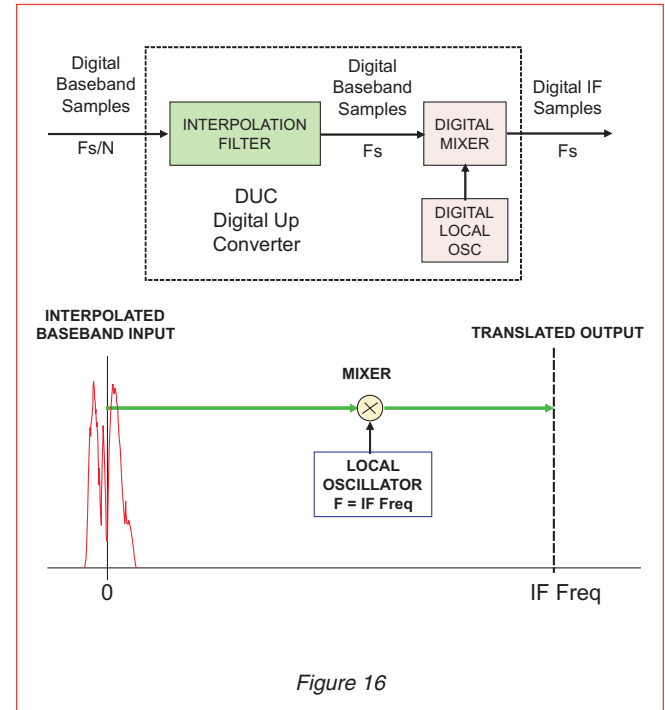 Digital
Baseband
Samples
Fs/N
INTERPOLATION
FILTER
Digital
Baseband
Samples
Fs
DIGITAL
MIXER
Digital IF
Samples
Fs
DUC
Digital Up
Converter
DIGITAL
LOCAL
OSC
INTERPOLATED
BASEBAND INPUT
TRANSLATED OUTPUT
MIXER
LOCAL
OSCILLATOR
F = IF Freq
0
IF Freq
Figure 16